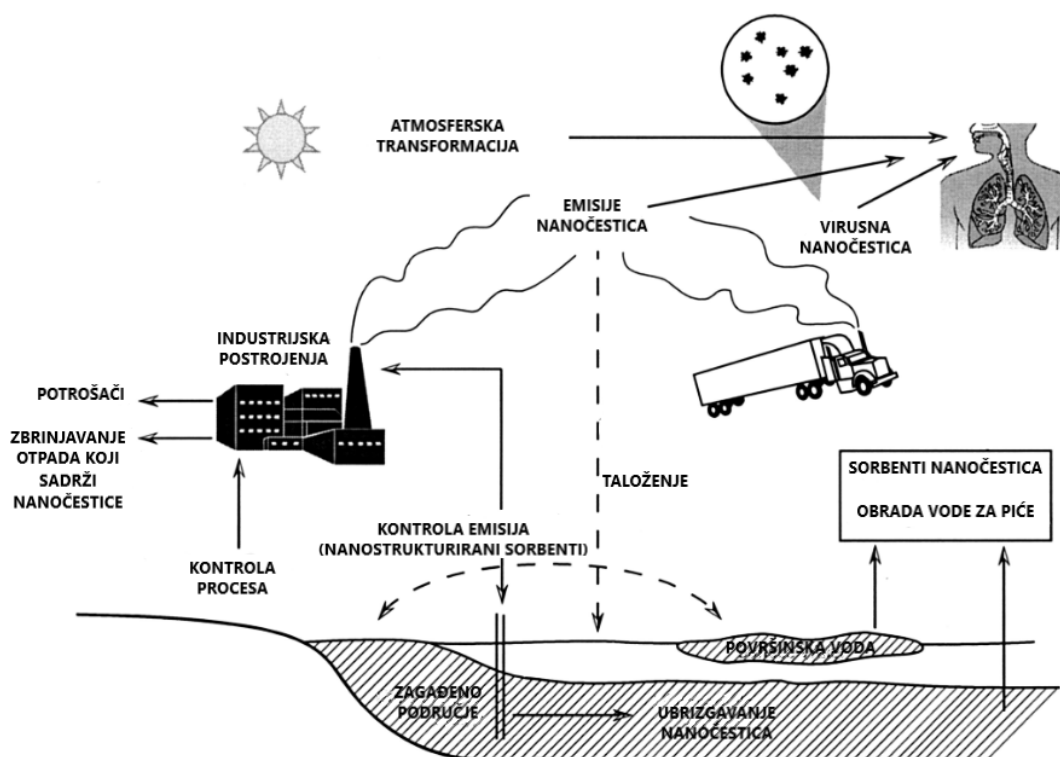 ATMOSFERSKA
TRANSFORMACIJA
EMISIJE
NANOČESTICA
VIRUSNA
NANOČESTICA
INDUSTRIJSKA
POSTROJENJA
POTROŠAČI
ZBRINJAVANJE
OTPADA KOJI
SADRŽI
NANOČESTICE
TALOŽENJE
SORBENTI NANOČESTICA
OBRADA VODE ZA PIĆE
KONTROLA EMISIJA
(NANOSTRUKTURIRANI SORBENTI)
KONTROLA
PROCESA
POVRŠINSKA VODA
ZAGAĐENO
PODRUČJE
UBRIZGAVANJE
NANOČESTICA